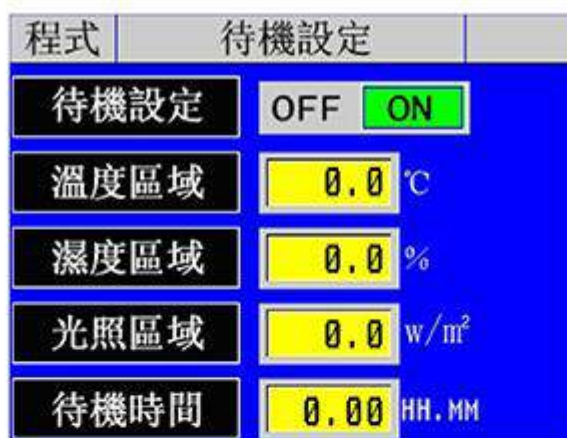 程式 待機設定
待機設定 OFF ON
溫度區域 0.0 ℃
濕度區域 0.0 %
光照區域 0.0 w/m²
待機時間 0.00 HH.MM